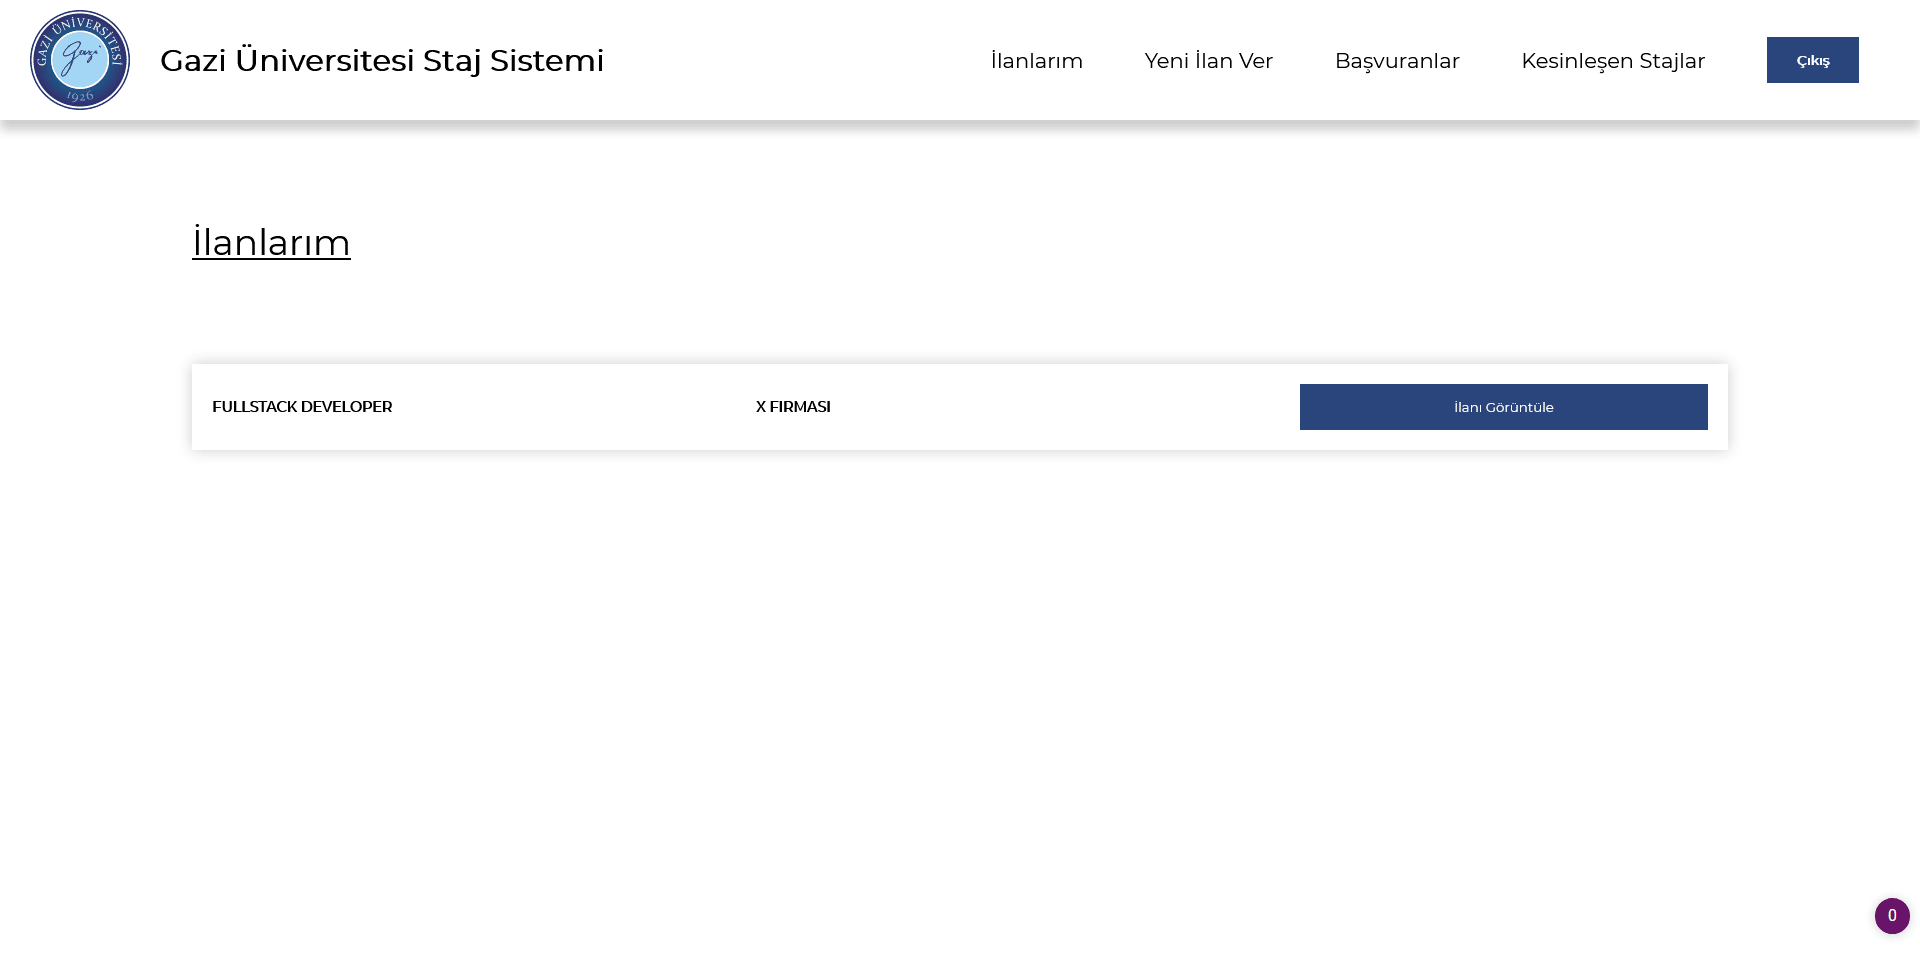 GAZİ ÜNİVERSİTESİ
Gazi
1926
Gazi Üniversitesi Staj Sistemi
İlanlarım
Yeni İlan Ver
Başvuranlar
Kesinleşen Stajlar
Çıkış
İlanlarım
FULLSTACK DEVELOPER
X FIRMASI
İlanı Görüntüle
0